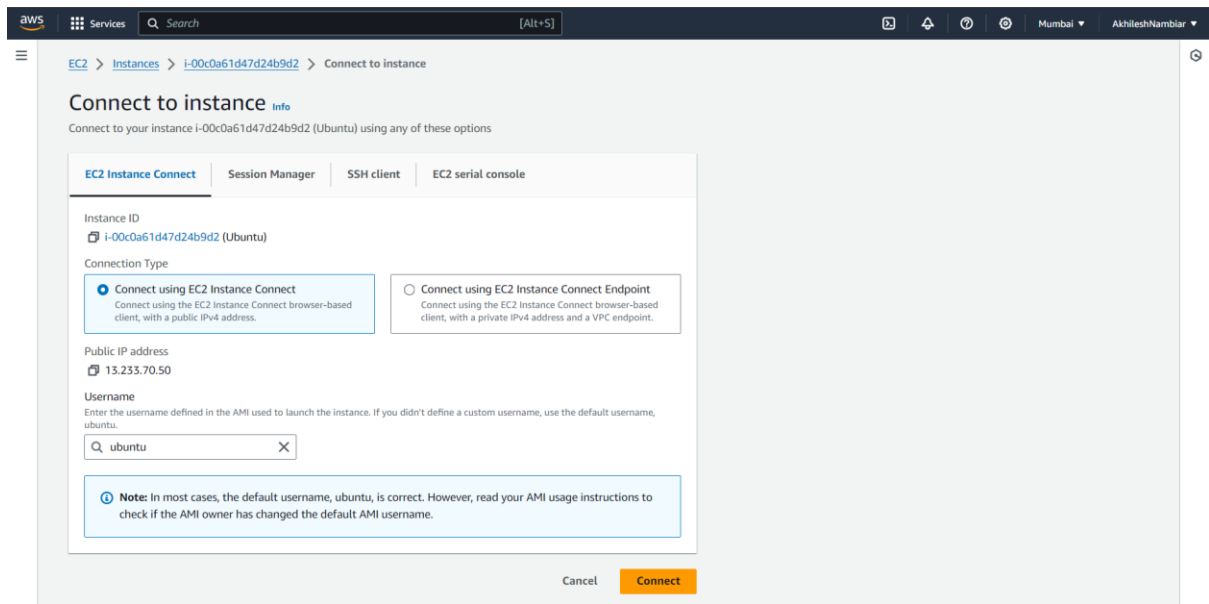 aws Services Search [Alt+S] Mumbai AkhileshNambiar
EC2 > Instances > i-00c0a61d47d24b9d2 > Connect to instance
Connect to instance Info
Connect to your instance i-00c0a61d47d24b9d2 (Ubuntu) using any of these options
EC2 Instance Connect Session Manager SSH client EC2 serial console
Instance ID
i-00c0a61d47d24b9d2 (Ubuntu)
Connection Type
Connect using EC2 Instance Connect
Connect using the EC2 Instance Connect browser-based
client, with a public IPv4 address.
Connect using EC2 Instance Connect Endpoint
Connect using the EC2 Instance Connect browser-based
client, with a private IPv4 address and a VPC endpoint.
Public IP address
13.233.70.50
Username
Enter the username defined in the AMI used to launch the instance. If you didn't define a custom username, use the default username,
ubuntu.
ubuntu
Note: In most cases, the default username, ubuntu, is correct. However, read your AMI usage instructions to
check if the AMI owner has changed the default AMI username.
Cancel Connect